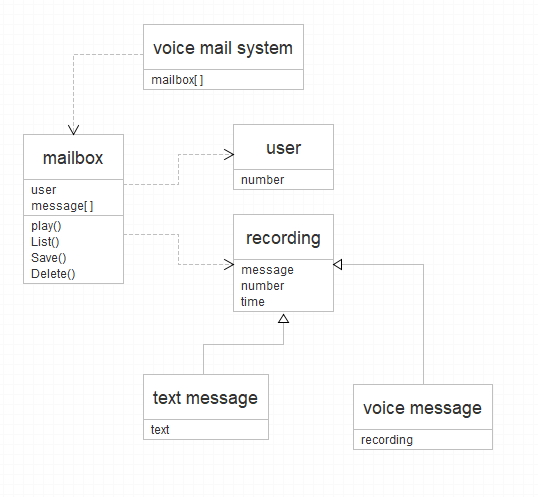 voice mail system
mailbox[ ]
mailbox
user
message[ ]
play()
List()
Save()
Delete()
user
number
recording
message
number
time
text message
text
voice message
recording